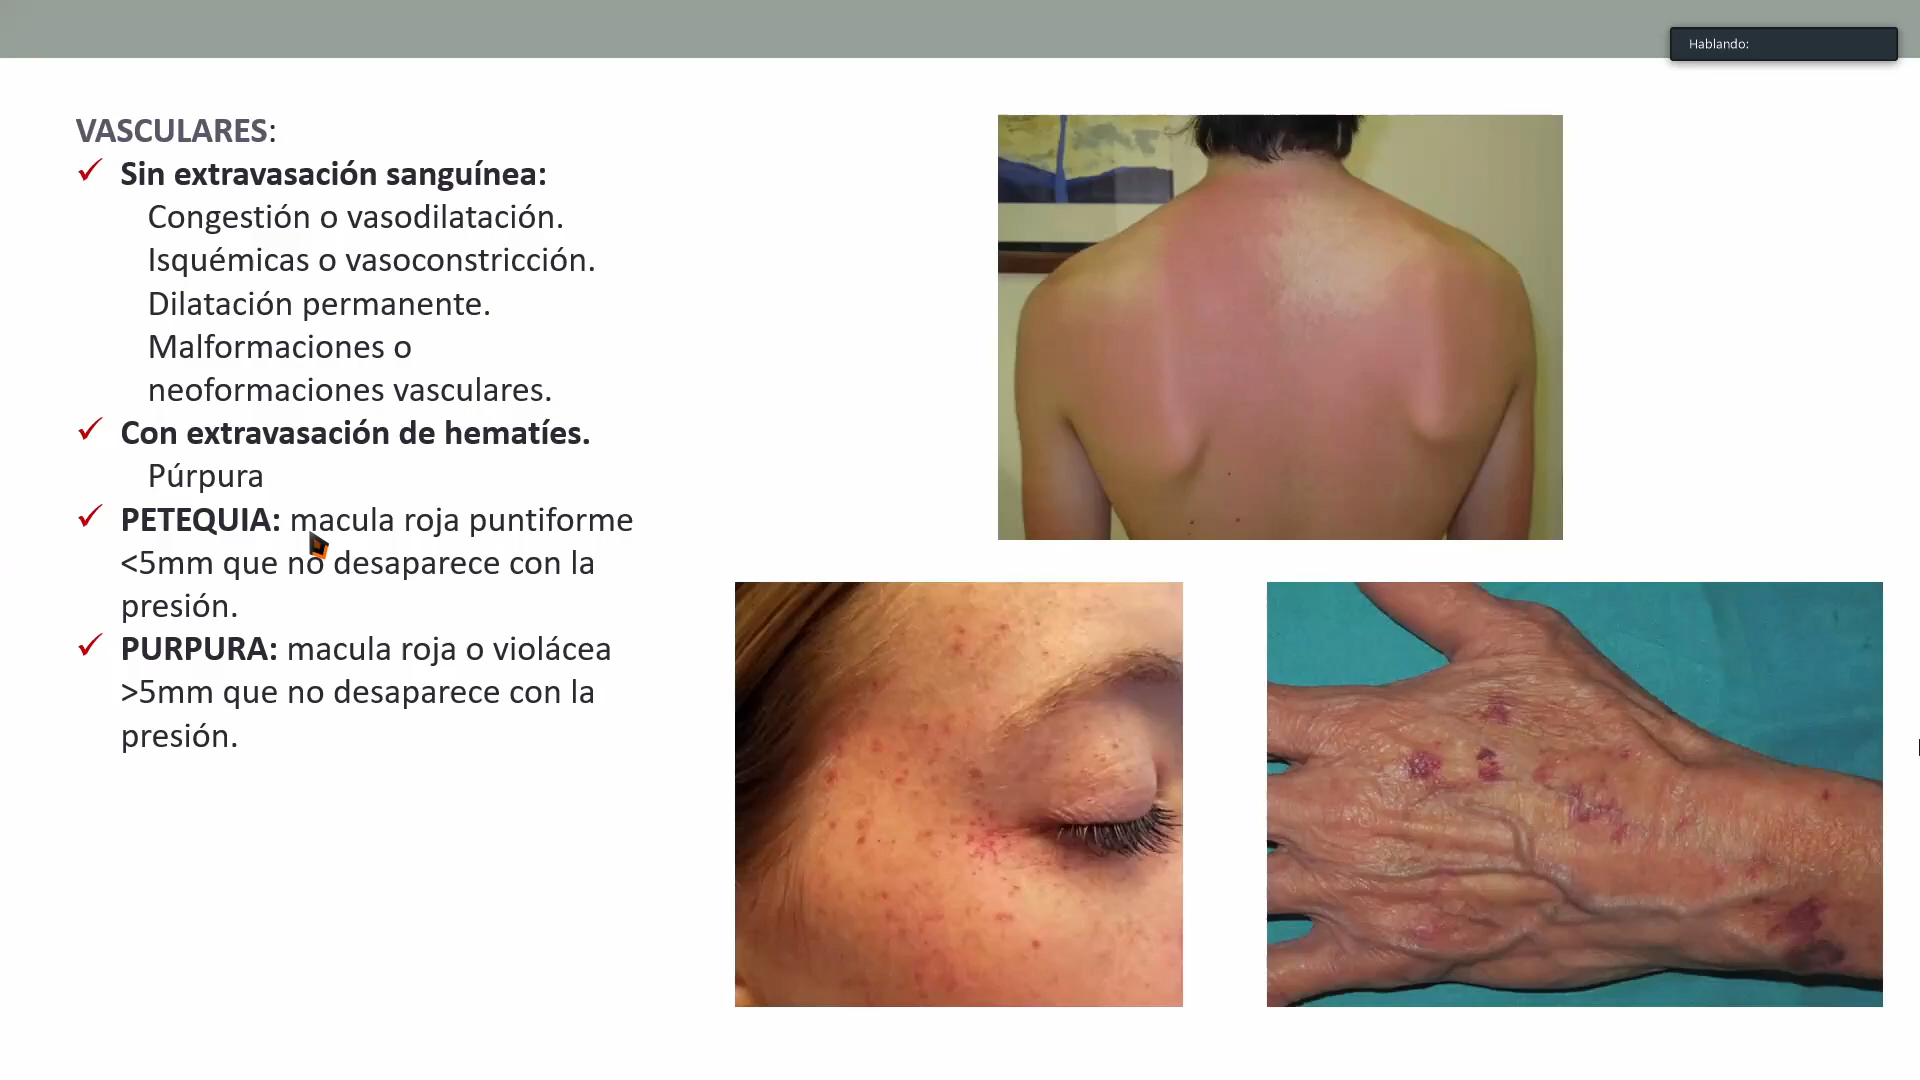 Hablando:
VASCULARES:
✓ Sin extravasación sanguínea:
Congestión o vasodilatación.
Isquémicas o vasoconstricción.
Dilatación permanente.
Malformaciones o
neoformaciones vasculares.
✓ Con extravasación de hematíes.
Púrpura
✓ PETEQUIA: macula roja puntiforme
<5mm que no desaparece con la
presión.
✓ PURPURA: macula roja o violácea
>5mm que no desaparece con la
presión.